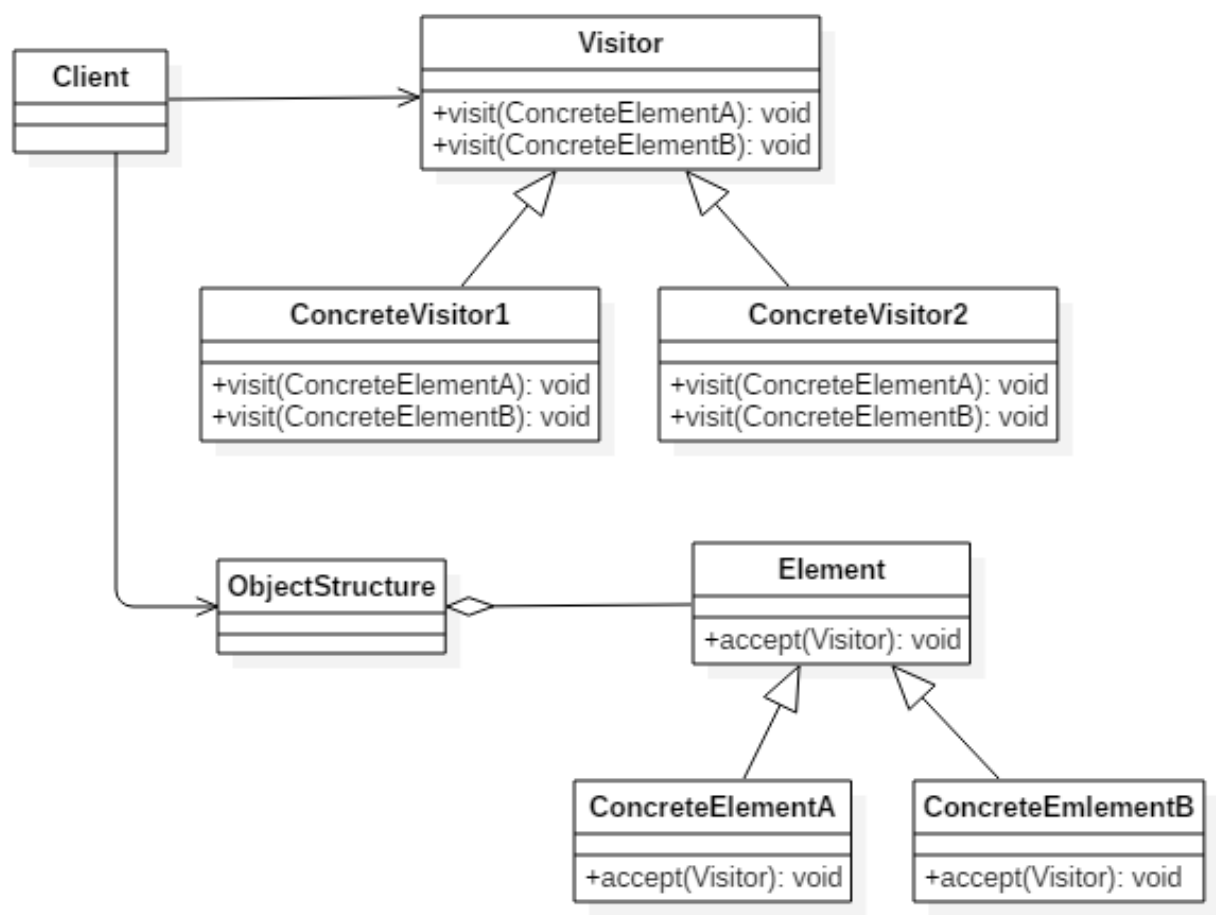 Client
Visitor
+visit(ConcreteElementA): void
+visit(ConcreteElementB): void
ConcreteVisitor1
+visit(ConcreteElementA): void
+visit(ConcreteElementB): void
ConcreteVisitor2
+visit(ConcreteElementA): void
+visit(ConcreteElementB): void
ObjectStructure
Element
+accept(Visitor): void
ConcreteElementA
+accept(Visitor): void
ConcreteEmlementB
+accept(Visitor): void